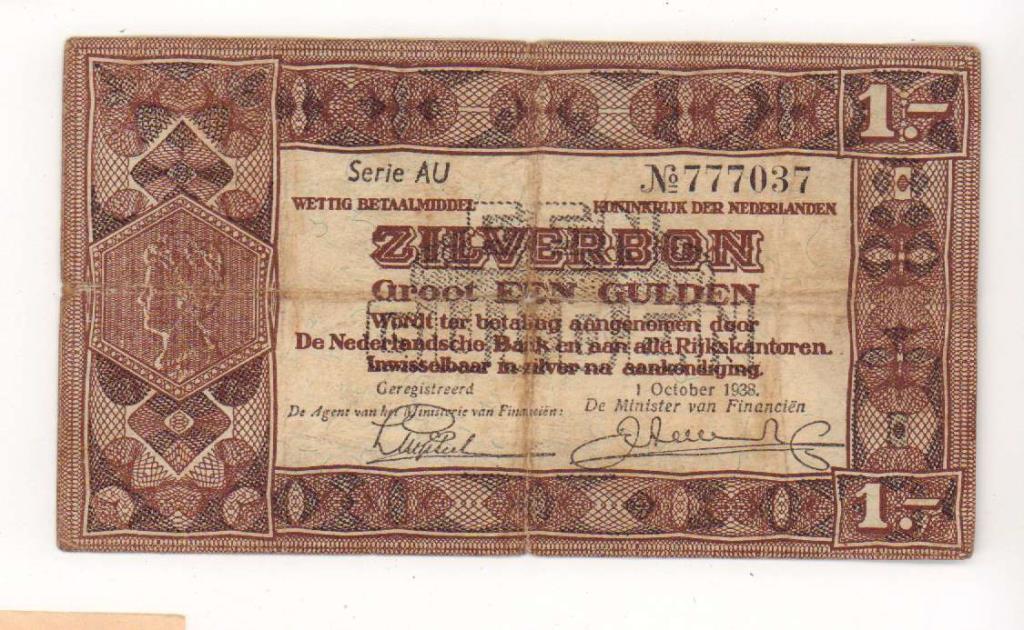 1.–
Serie AU
№ 777037
WETTIG BETAALMIDDEL
KONINKRIJK DER NEDERLANDEN
ZILVERBON
Groot EEN GULDEN
Wordt ter betaling aangenomen door
De Nederlandsche Bank en aan alle Rijkskantoren.
Inwisselbaar in zilver na aankondiging.
Geregistreerd
1 October 1938.
De Agent van het Ministerie van Financiën:
De Minister van Financiën
1.–